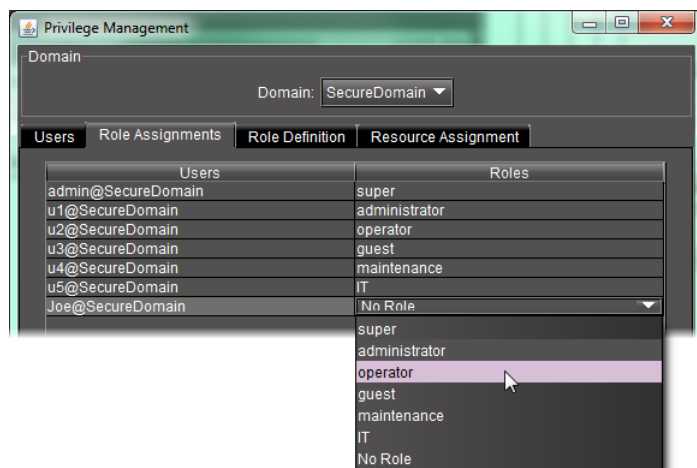 Privilege Management
Domain
Domain: SecureDomain
Users Role Assignments Role Definition Resource Assignment
Users Roles
admin@SecureDomain super
u1@SecureDomain administrator
u2@SecureDomain operator
u3@SecureDomain guest
u4@SecureDomain maintenance
u5@SecureDomain IT
Joe@SecureDomain No Role
super
administrator
operator
guest
maintenance
IT
No Role